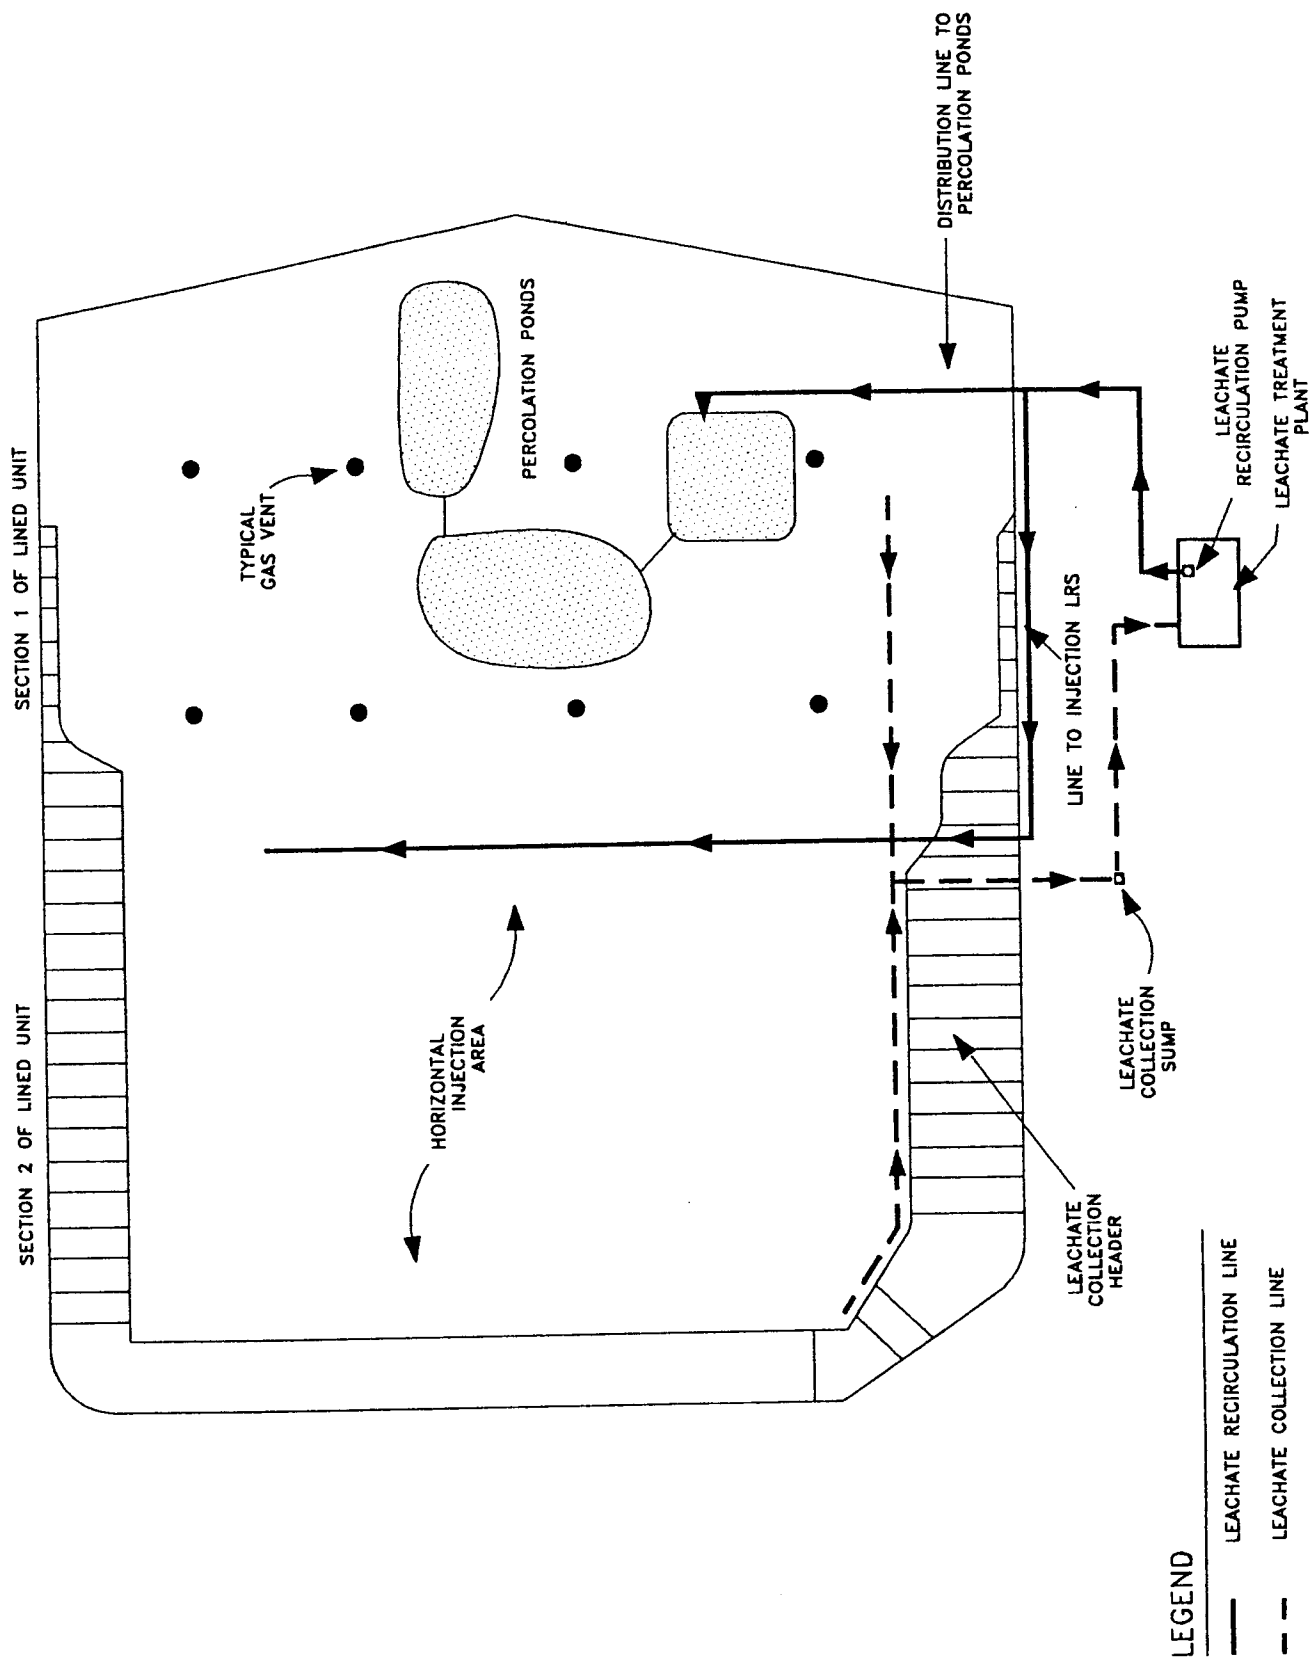 SECTION 2 OF LINED UNIT
SECTION 1 OF LINED UNIT
TYPICAL
GAS VENT
HORIZONTAL
INJECTION
AREA
PERCOLATION PONDS
DISTRIBUTION LINE TO
PERCOLATION PONDS
LINE TO INJECTION LRS
LEACHATE
COLLECTION
HEADER
LEACHATE
COLLECTION
SUMP
LEACHATE
RECIRCULATION PUMP
LEACHATE TREATMENT
PLANT
LEGEND
LEACHATE RECIRCULATION LINE
LEACHATE COLLECTION LINE